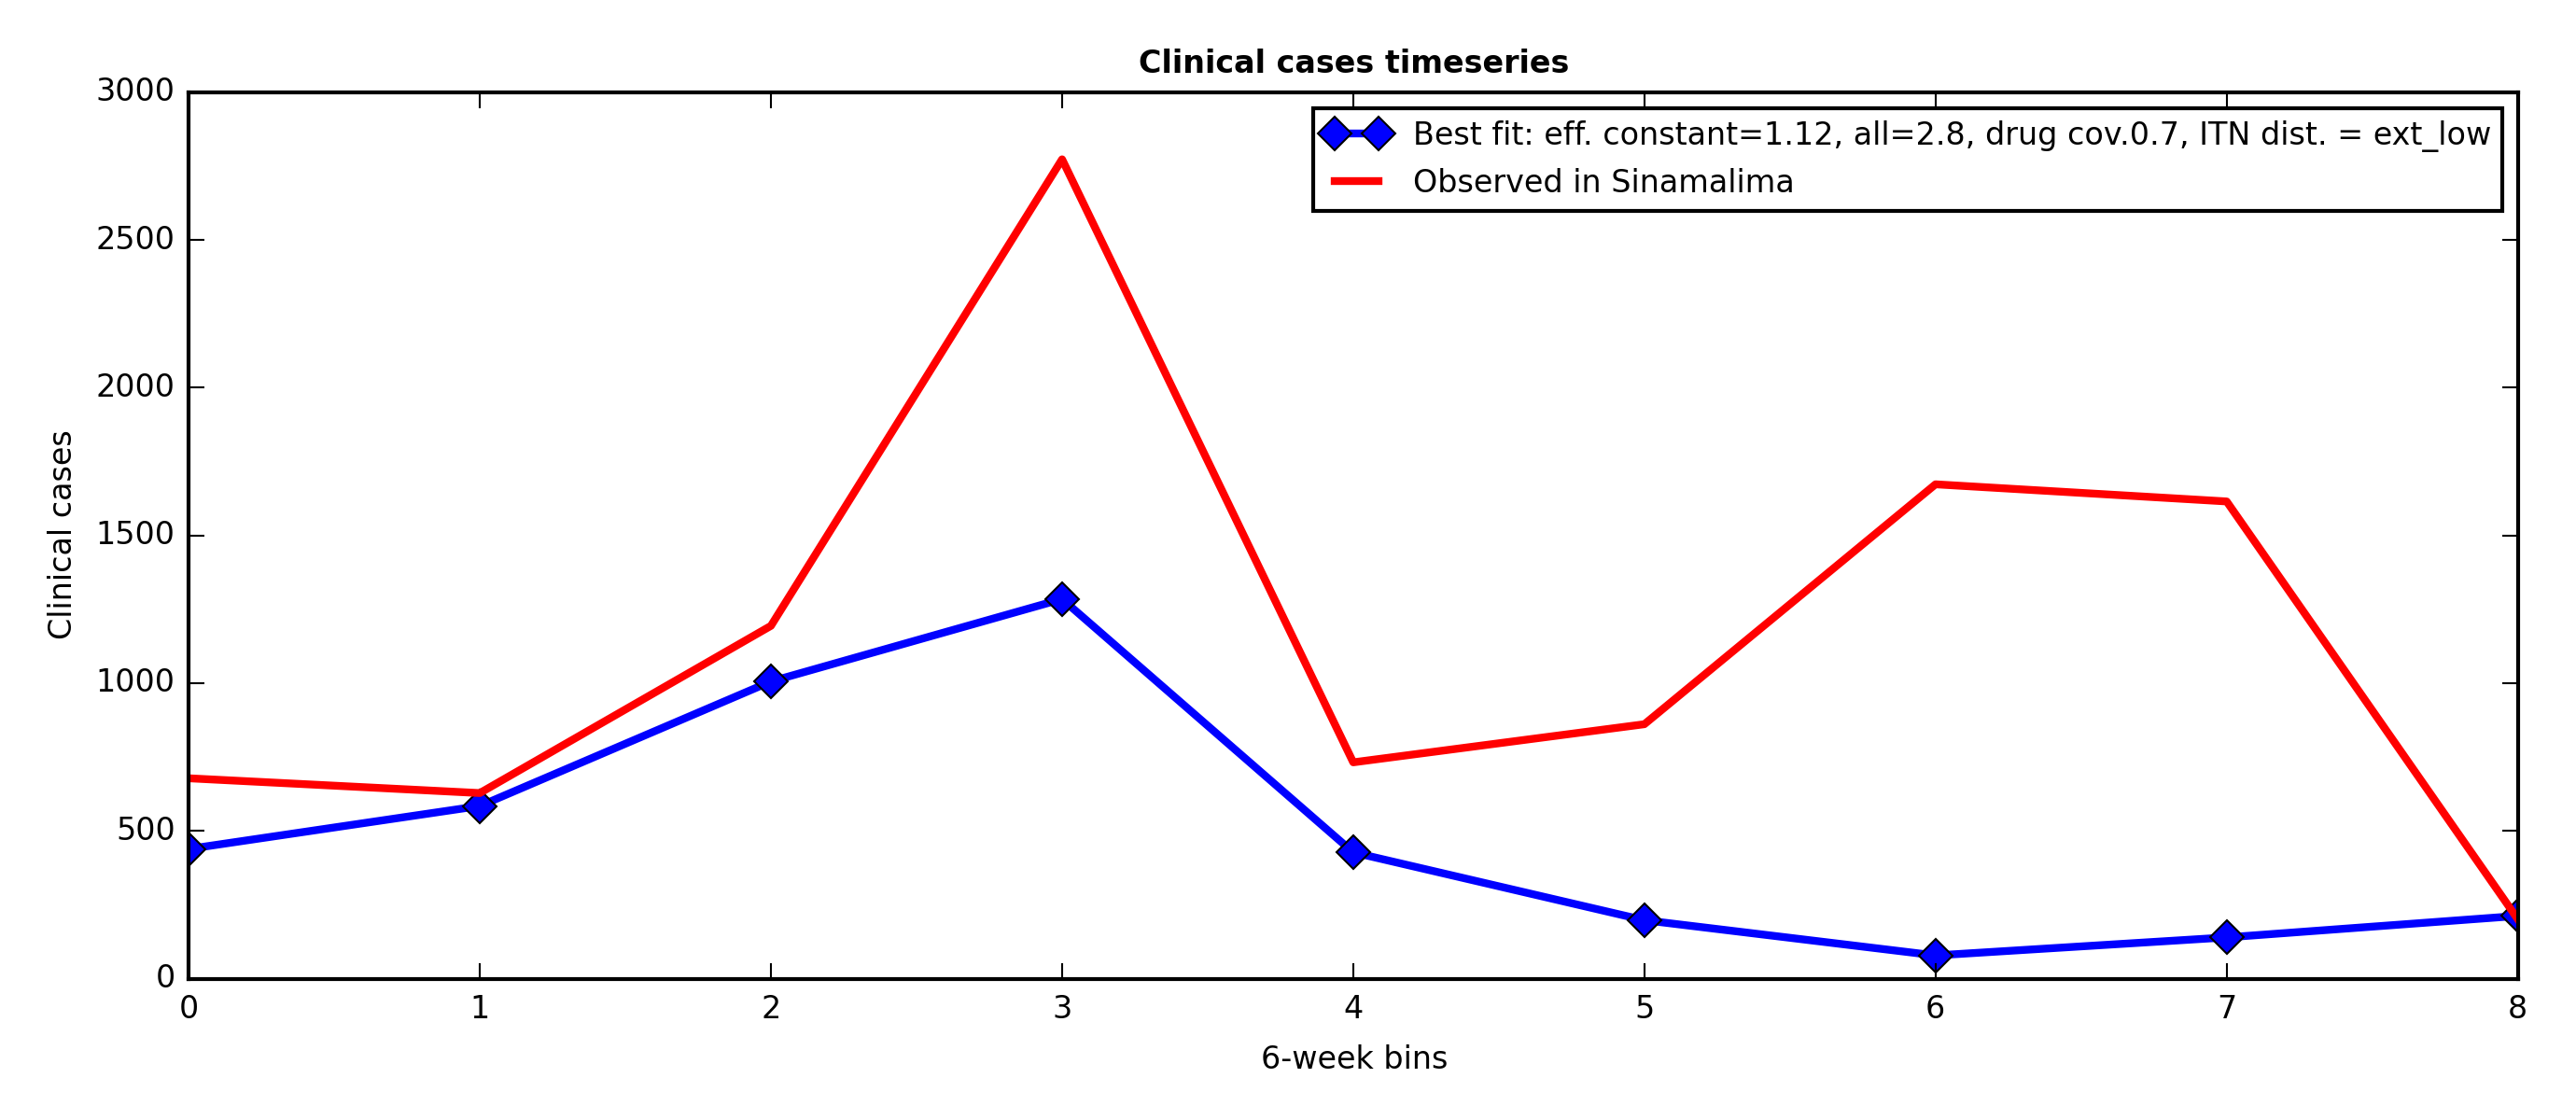 Clinical cases timeseries
3000
2500
2000
1500
1000
500
0
Clinical cases
Best fit: eff. constant=1.12, all=2.8, drug cov.0.7, ITN dist. = ext_low
Observed in Sinamalima
0 1 2 3 4 5 6 7 8
6-week bins